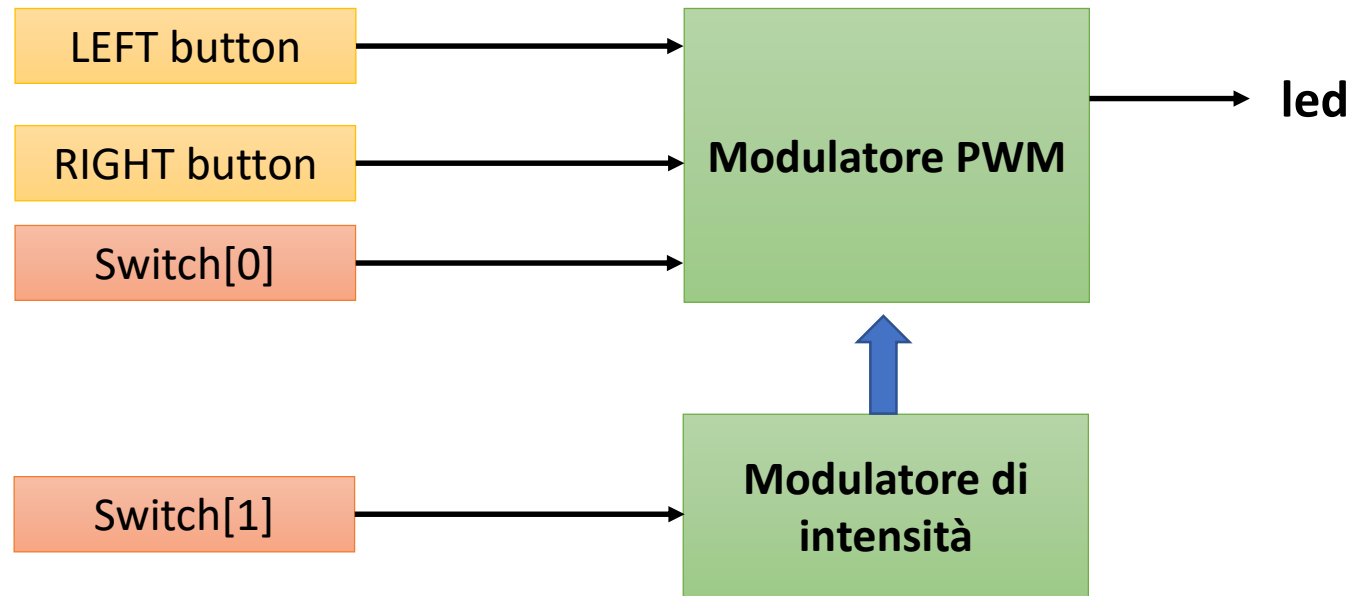 LEFT button
RIGHT button
Switch[0]
Modulatore PWM
led
Switch[1]
Modulatore di
intensità